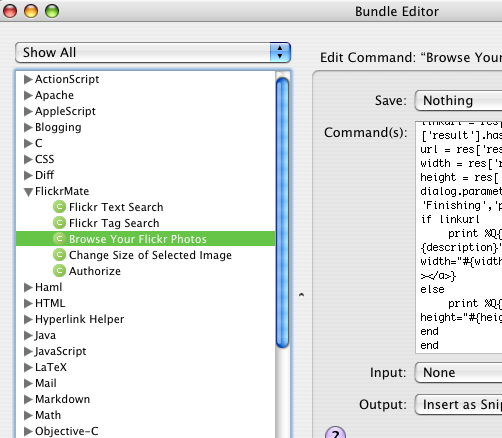 Bundle Editor
Show All
ActionScript
Apache
AppleScript
Blogging
C
CSS
Diff
FlickrMate
Flickr Text Search
Flickr Tag Search
Browse Your Flickr Photos
Change Size of Selected Image
Authorize
Haml
HTML
Hyperlink Helper
Java
JavaScript
LaTeX
Mail
Markdown
Math
Objective-C
Edit Command: “Browse Your
Save: Nothing
Command(s):
linkurl = res[
['result'].has
url = res['res
width = res['r
height = res['
dialog.paramet
'Finishing','p
if linkurl
print %Q{
{description}"
width="#{width
></a>}
else
print %Q{
height="#{heig
end
end
Input: None
Output: Insert as Snip
?